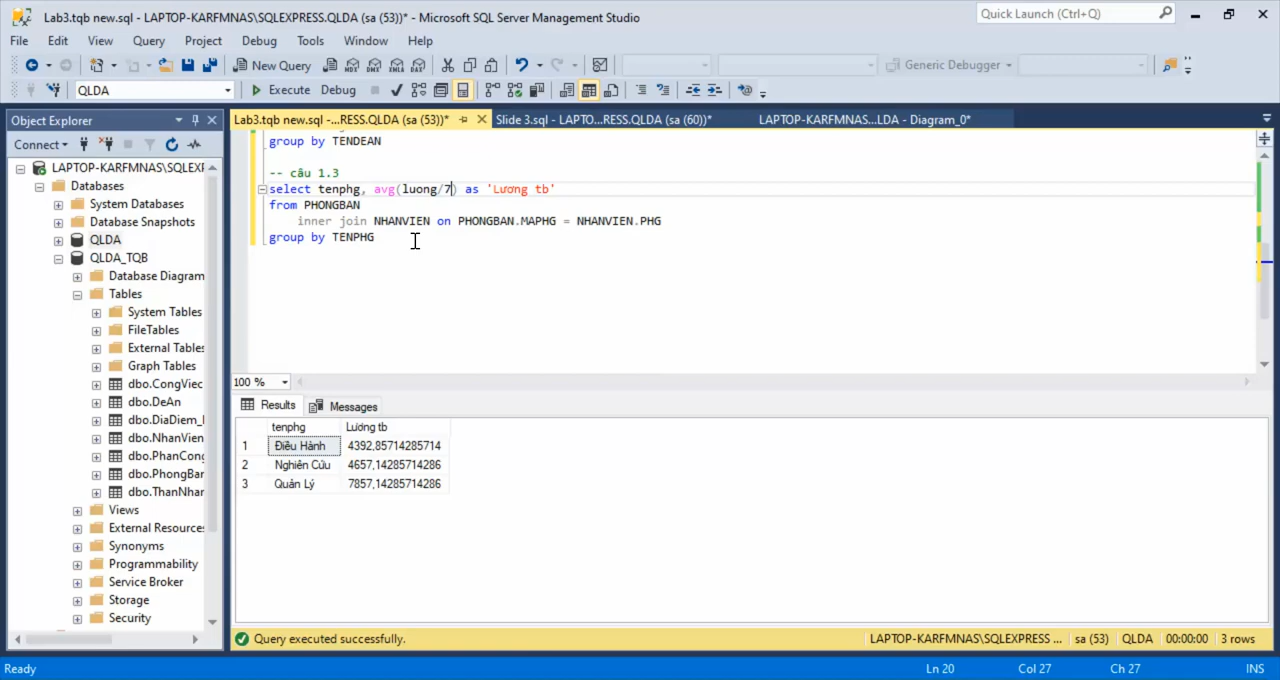 Lab3.tqb new.sql - LAPTOP-KARFMNAS\SQLEXPRESS.QLDA (sa (53))* - Microsoft SQL Server Management Studio
Quick Launch (Ctrl+Q)
File Edit View Query Project Debug Tools Window Help
New Query
MDX DMX XMLA DAX
Generic Debugger
QLDA
Execute Debug
Object Explorer
Lab3.tqb new.sql -...RESS.QLDA (sa (53))*
Slide 3.sql - LAPTO...RESS.QLDA (sa (60))*
LAPTOP-KARFMNAS...LDA - Diagram_0*
Connect
LAPTOP-KARFMNAS\SQLEXF
Databases
System Databases
Database Snapshots
QLDA
QLDA_TQB
Database Diagram
Tables
System Tables
FileTables
External Tables
Graph Tables
dbo.CongViec
dbo.DeAn
dbo.DiaDiem_
dbo.NhanVien
dbo.PhanCong
dbo.PhongBan
dbo.ThanNhan
Views
External Resources
Synonyms
Programmability
Service Broker
Storage
Security
group by TENDEAN
-- câu 1.3
select tenphg, avg(luong/7) as 'Lương tb'
from PHONGBAN
inner join NHANVIEN on PHONGBAN.MAPHG = NHANVIEN.PHG
group by TENPHG
100 %
Results Messages
tenphg Lương tb
1 Điều Hành 4392,85714285714
2 Nghiên Cứu 4657,14285714286
3 Quản Lý 7857,14285714286
Query executed successfully.
LAPTOP-KARFMNAS\SQLEXPRESS ... sa (53) QLDA 00:00:00 3 rows
Ready
Ln 20 Col 27 Ch 27 INS